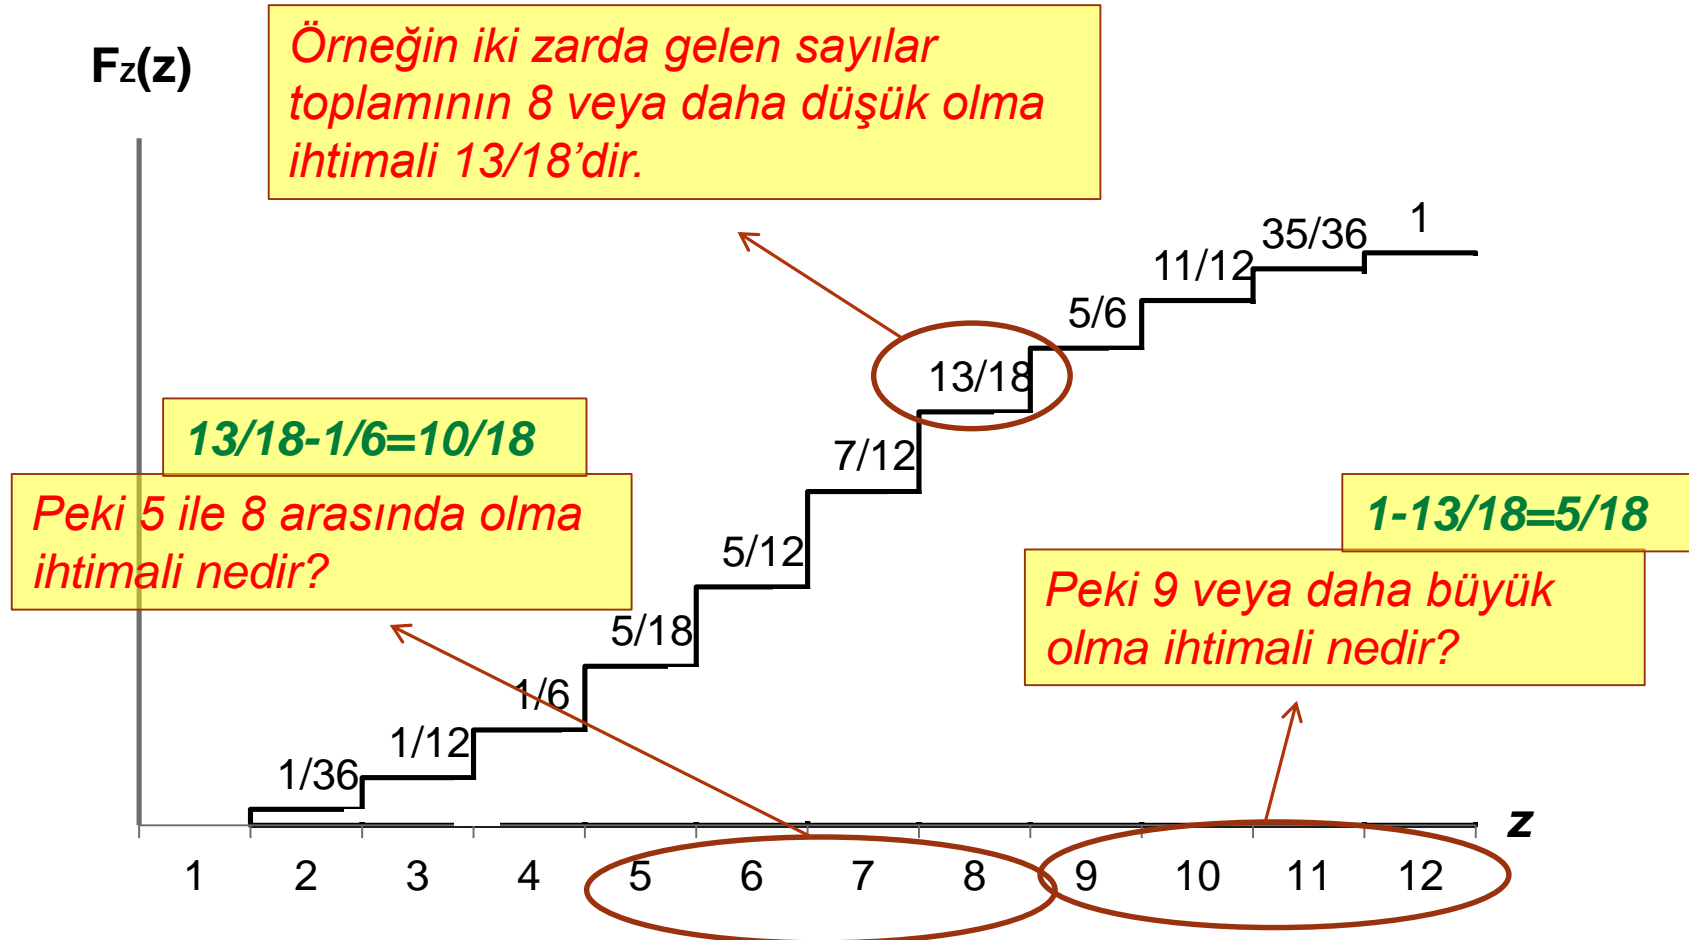 Fz(z)
Örneğin iki zarda gelen sayılar
toplamının 8 veya daha düşük olma
ihtimali 13/18’dir.
1
35/36
11/12
5/6
13/18
7/12
5/12
5/18
1/6
1/12
1/36
13/18-1/6=10/18
Peki 5 ile 8 arasında olma
ihtimali nedir?
1-13/18=5/18
Peki 9 veya daha büyük
olma ihtimali nedir?
z
1 2 3 4 5 6 7 8 9 10 11 12